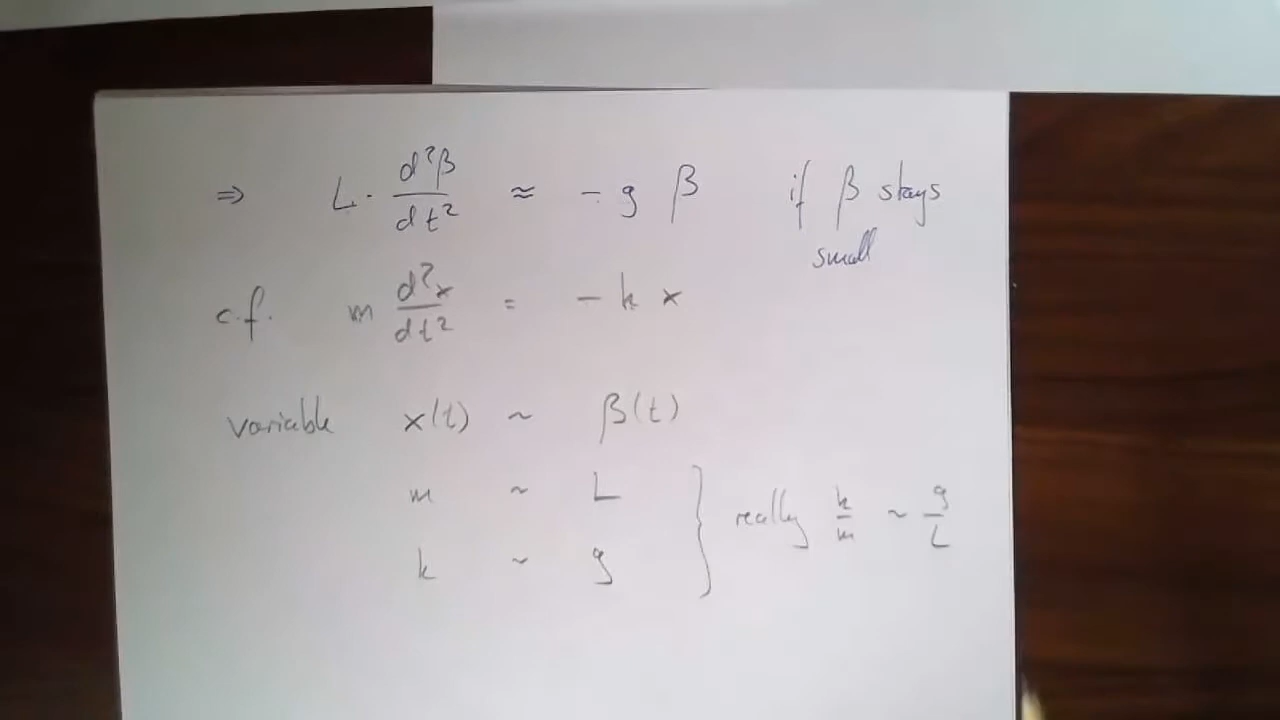 ⇒ L · d²β/dt² ≈ - g β if β stays
small
c.f. m d²x/dt² = - k x
variable x(t) ~ β(t)
m ~ L
k ~ g
} really k/m ~ g/L